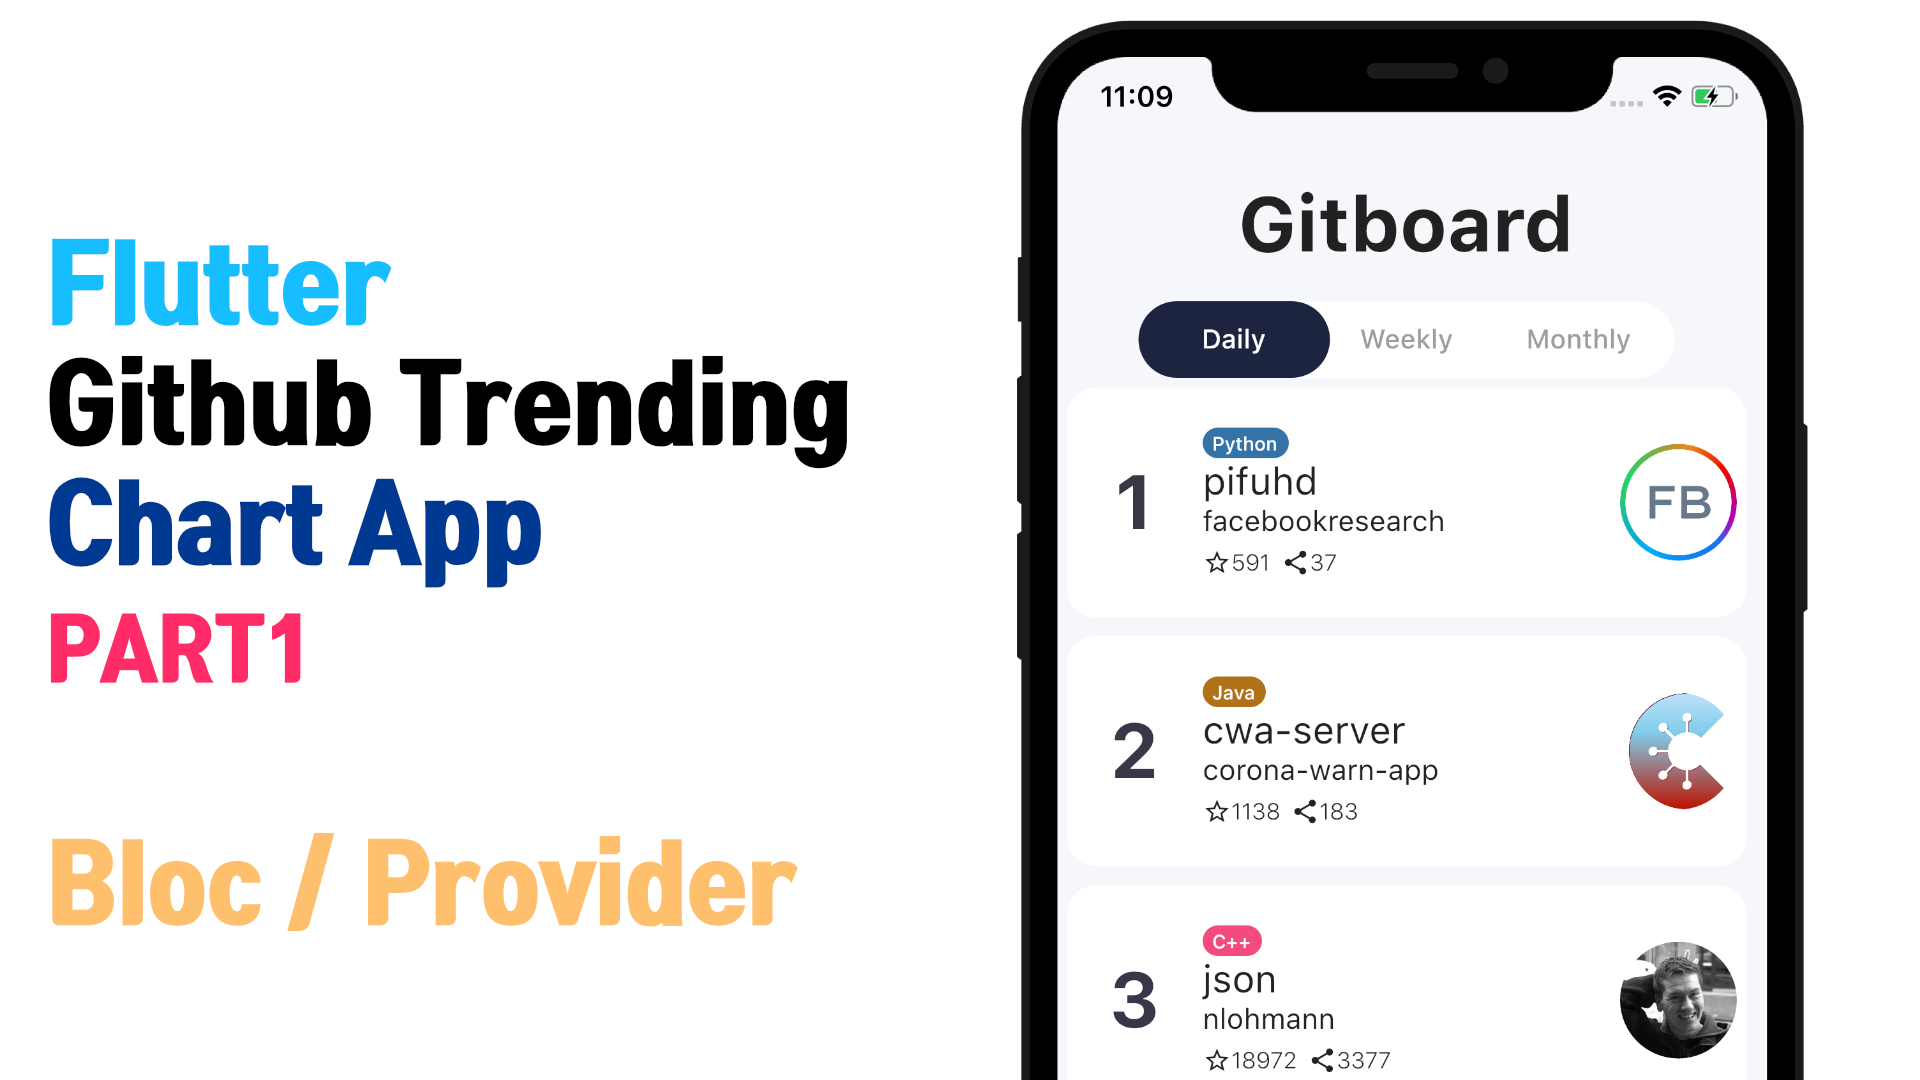 Flutter
Github Trending
Chart App
PART1
Bloc / Provider
11:09
Gitboard
Daily Weekly Monthly
1
Python
pifuhd
facebookresearch
591 37
FB
2
Java
cwa-server
corona-warn-app
1138 183
3
C++
json
nlohmann
18972 3377